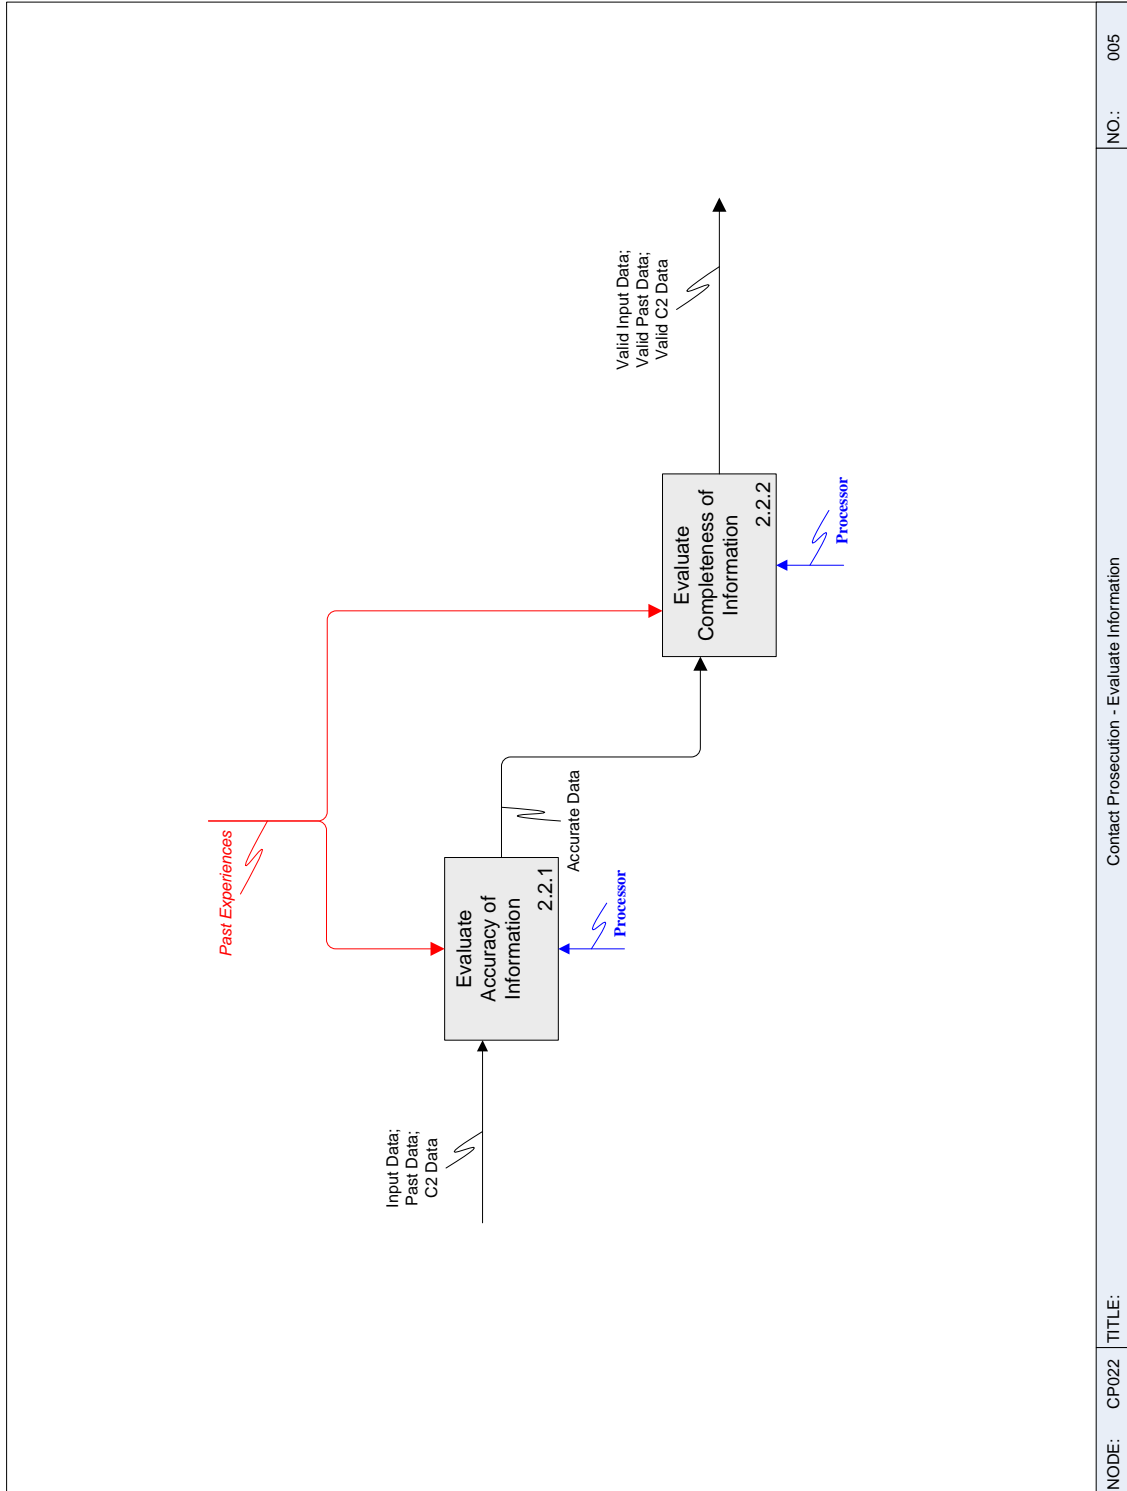 Past Experiences
Input Data;
Past Data;
C2 Data
Evaluate
Accuracy of
Information
2.2.1
Processor
Accurate Data
Evaluate
Completeness of
Information
2.2.2
Processor
Valid Input Data;
Valid Past Data;
Valid C2 Data
NODE: CP022
TITLE: Contact Prosecution - Evaluate Information
NO.: 005